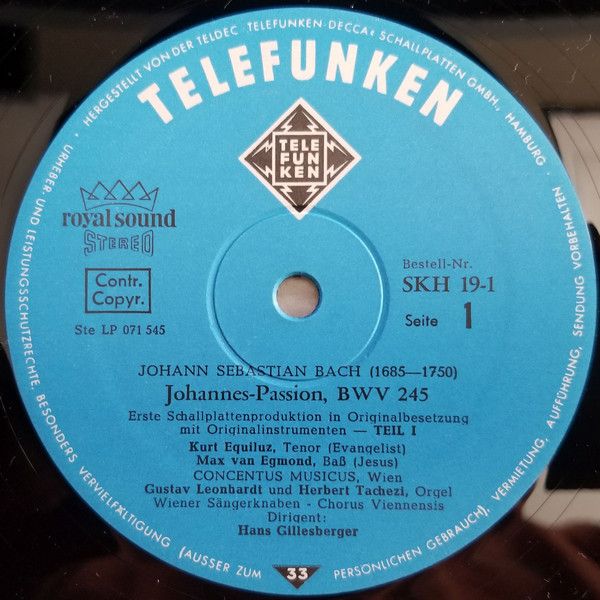 HERGESTELLT VON DER TELDEC „TELEFUNKEN-DECCA“ SCHALLPLATTEN GMBH., HAMBURG
TELEFUNKEN
TELE
FUN
KEN
royal sound
STEREO
Contr.
Copyr.
Ste LP 071 545
Bestell-Nr.
SKH 19-1
Seite 1
JOHANN SEBASTIAN BACH (1685—1750)
Johannes-Passion, BWV 245
Erste Schallplattenproduktion in Originalbesetzung
mit Originalinstrumenten — TEIL I
Kurt Equiluz, Tenor (Evangelist)
Max van Egmond, Baß (Jesus)
CONCENTUS MUSICUS, Wien
Gustav Leonhardt und Herbert Tachezi, Orgel
Wiener Sängerknaben - Chorus Viennensis
Dirigent:
Hans Gillesberger
33
URHEBER- UND LEISTUNGSSCHUTZRECHTE, BESONDERS VERVIELFÄLTIGUNG (AUSSER ZUM PERSÖNLICHEN GEBRAUCH), VERMIETUNG, AUFFÜHRUNG, SENDUNG VORBEHALTEN